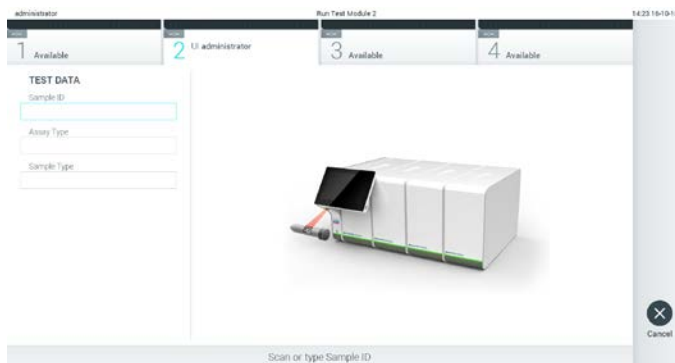 administrator
Run Test Module 2
14:23 16-10-1
1 Available
2 UI administrator
3 Available
4 Available
TEST DATA
Sample ID
Assay Type
Sample Type
Cancel
Scan or type Sample ID